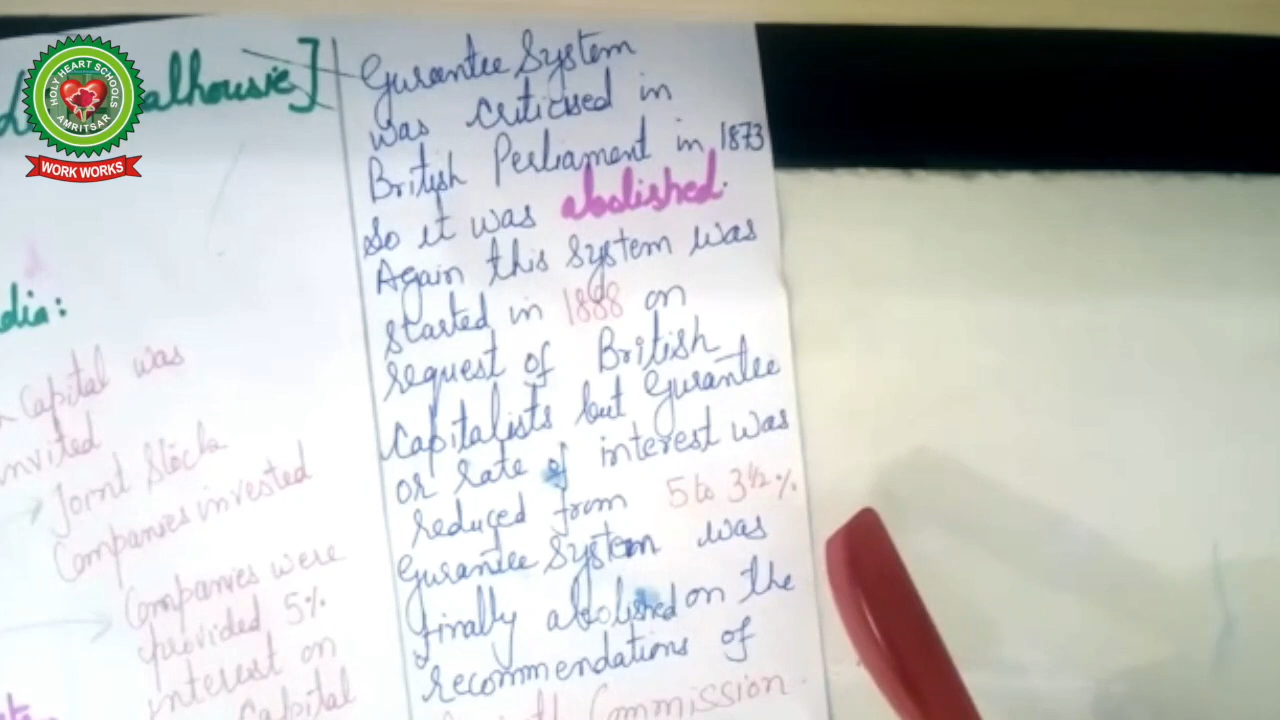 HOLY HEART SCHOOLS
AMRITSAR
WORK WORKS
alhousie]
dia:
Capital was
invited
Joint Stock
Companies invested
Companies were
provided 5%
interest on
Capital
Gurantee System
was criticised in
British Perliament in 1873
So it was abolished.
Again this System was
started in 1888 on
request of British
Capitalists but Gurantee
or rate of interest was
reduced from 5 to 3½%
Gurantee System was
finally abolished on the
recommendations of
Commission.